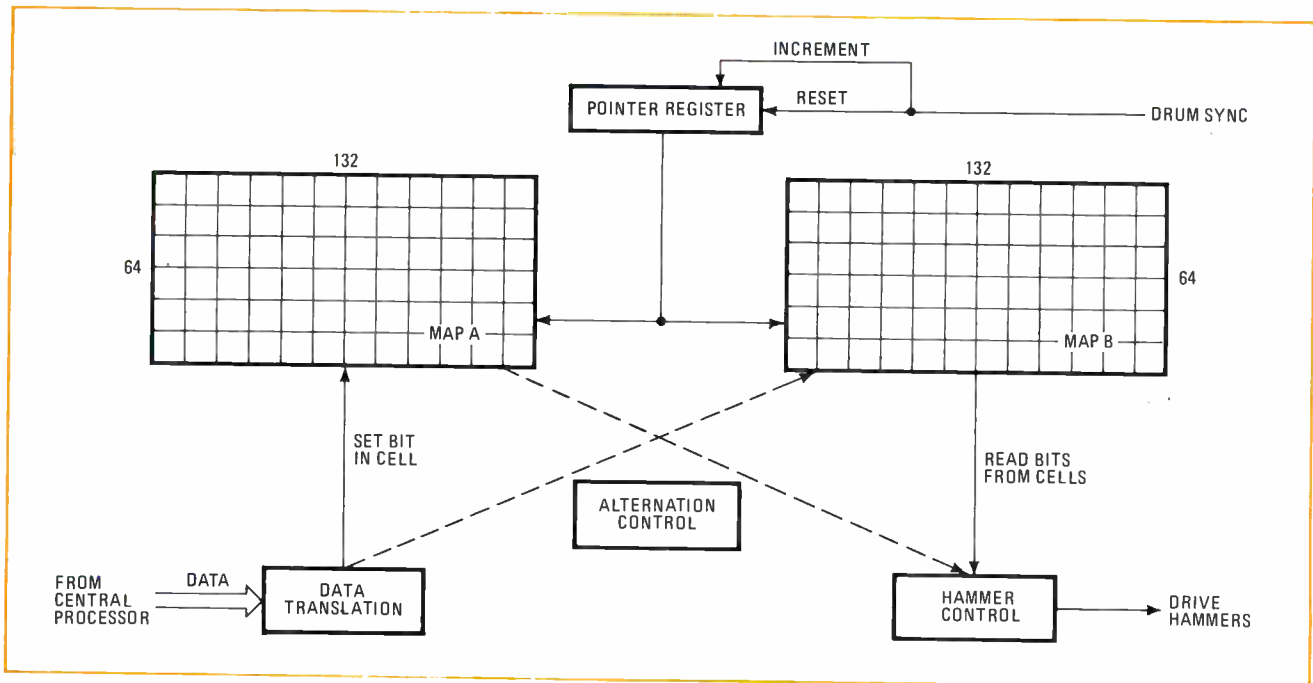 INCREMENT
POINTER REGISTER
RESET
DRUM SYNC
132
132
64
64
MAP A
MAP B
SET BIT
IN CELL
READ BITS
FROM CELLS
ALTERNATION
CONTROL
FROM
CENTRAL
PROCESSOR
DATA
DATA
TRANSLATION
HAMMER
CONTROL
DRIVE
HAMMERS